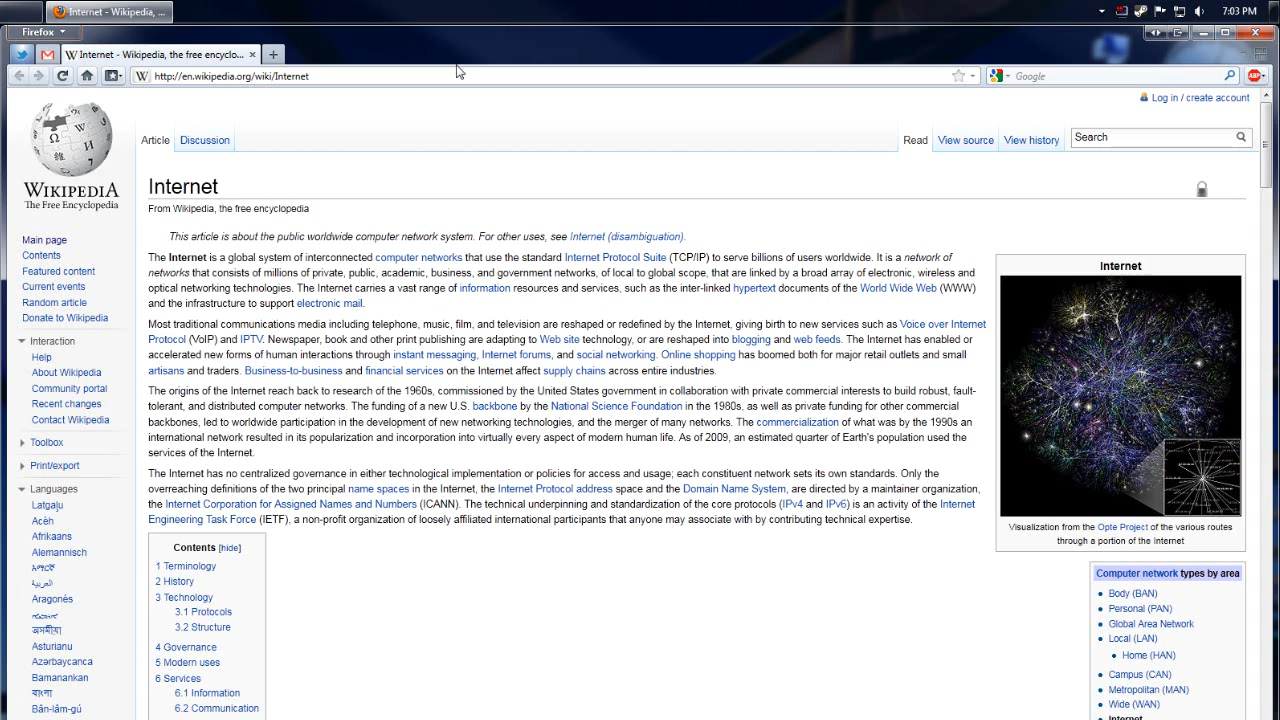 Internet - Wikipedia, ...
7:03 PM
Firefox
Internet - Wikipedia, the free encyclo...
http://en.wikipedia.org/wiki/Internet
Google
ABP
Log in / create account
Article
Discussion
Read
View source
View history
Search
WIKIPEDIA
The Free Encyclopedia
Main page
Contents
Featured content
Current events
Random article
Donate to Wikipedia
Interaction
Help
About Wikipedia
Community portal
Recent changes
Contact Wikipedia
Toolbox
Print/export
Languages
Latgaļu
Acèh
Afrikaans
Alemannisch
አማርኛ
العربية
Aragonés
অসমীয়া
Asturianu
Azərbaycanca
Bamanankan
বাংলা
Bân-lâm-gú
Internet
From Wikipedia, the free encyclopedia
This article is about the public worldwide computer network system. For other uses, see Internet (disambiguation).
The Internet is a global system of interconnected computer networks that use the standard Internet Protocol Suite (TCP/IP) to serve billions of users worldwide. It is a network of
networks that consists of millions of private, public, academic, business, and government networks, of local to global scope, that are linked by a broad array of electronic, wireless and
optical networking technologies. The Internet carries a vast range of information resources and services, such as the inter-linked hypertext documents of the World Wide Web (WWW)
and the infrastructure to support electronic mail.
Most traditional communications media including telephone, music, film, and television are reshaped or redefined by the Internet, giving birth to new services such as Voice over Internet
Protocol (VoIP) and IPTV. Newspaper, book and other print publishing are adapting to Web site technology, or are reshaped into blogging and web feeds. The Internet has enabled or
accelerated new forms of human interactions through instant messaging, Internet forums, and social networking. Online shopping has boomed both for major retail outlets and small
artisans and traders. Business-to-business and financial services on the Internet affect supply chains across entire industries.
The origins of the Internet reach back to research of the 1960s, commissioned by the United States government in collaboration with private commercial interests to build robust, fault-
tolerant, and distributed computer networks. The funding of a new U.S. backbone by the National Science Foundation in the 1980s, as well as private funding for other commercial
backbones, led to worldwide participation in the development of new networking technologies, and the merger of many networks. The commercialization of what was by the 1990s an
international network resulted in its popularization and incorporation into virtually every aspect of modern human life. As of 2009, an estimated quarter of Earth's population used the
services of the Internet.
The Internet has no centralized governance in either technological implementation or policies for access and usage; each constituent network sets its own standards. Only the
overreaching definitions of the two principal name spaces in the Internet, the Internet Protocol address space and the Domain Name System, are directed by a maintainer organization,
the Internet Corporation for Assigned Names and Numbers (ICANN). The technical underpinning and standardization of the core protocols (IPv4 and IPv6) is an activity of the Internet
Engineering Task Force (IETF), a non-profit organization of loosely affiliated international participants that anyone may associate with by contributing technical expertise.
Contents [hide]
1 Terminology
2 History
3 Technology
3.1 Protocols
3.2 Structure
4 Governance
5 Modern uses
6 Services
6.1 Information
6.2 Communication
Internet
Visualization from the Opte Project of the various routes
through a portion of the Internet
Computer network types by area
Body (BAN)
Personal (PAN)
Global Area Network
Local (LAN)
Home (HAN)
Campus (CAN)
Metropolitan (MAN)
Wide (WAN)
Internet